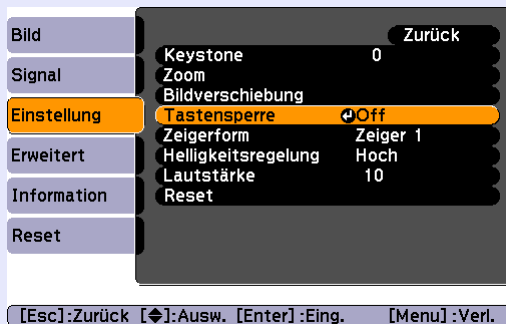 Bild
Signal
Einstellung
Erweitert
Information
Reset
Zurück
Keystone 0
Zoom
Bildverschiebung
Tastensperre Off
Zeigerform Zeiger 1
Helligkeitsregelung Hoch
Lautstärke 10
Reset
[Esc]:Zurück [◆]:Ausw. [Enter]:Eing. [Menu]:Verl.